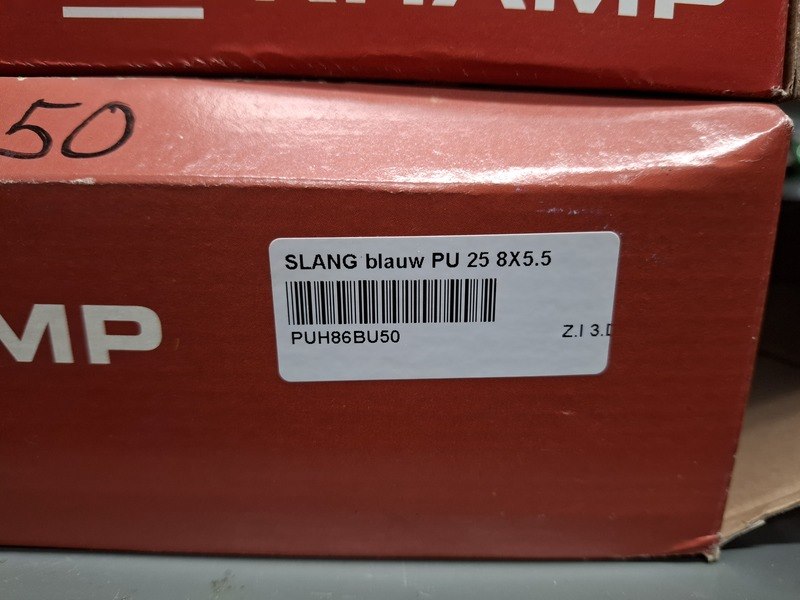 50
MP
SLANG blauw PU 25 8X5.5
PUH86BU50
Z.I 3.